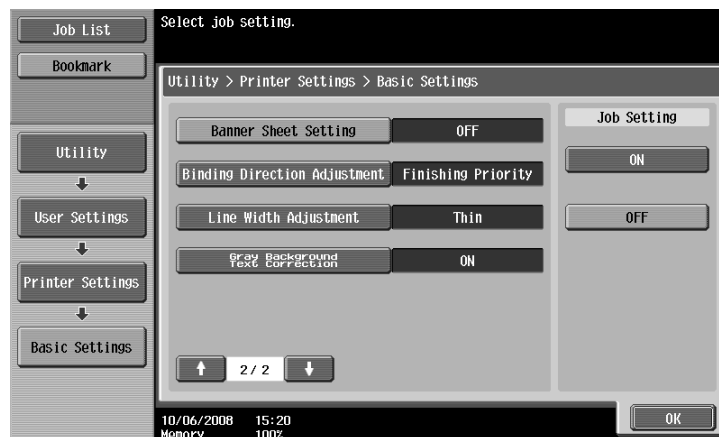 Job List
Bookmark
Utility
User Settings
Printer Settings
Basic Settings
Select job setting.
Utility > Printer Settings > Basic Settings
Banner Sheet Setting OFF
Binding Direction Adjustment Finishing Priority
Line Width Adjustment Thin
Gray Background
Text Correction ON
2/ 2
Job Setting
ON
OFF
10/06/2008 15:20
Memory 100%
OK